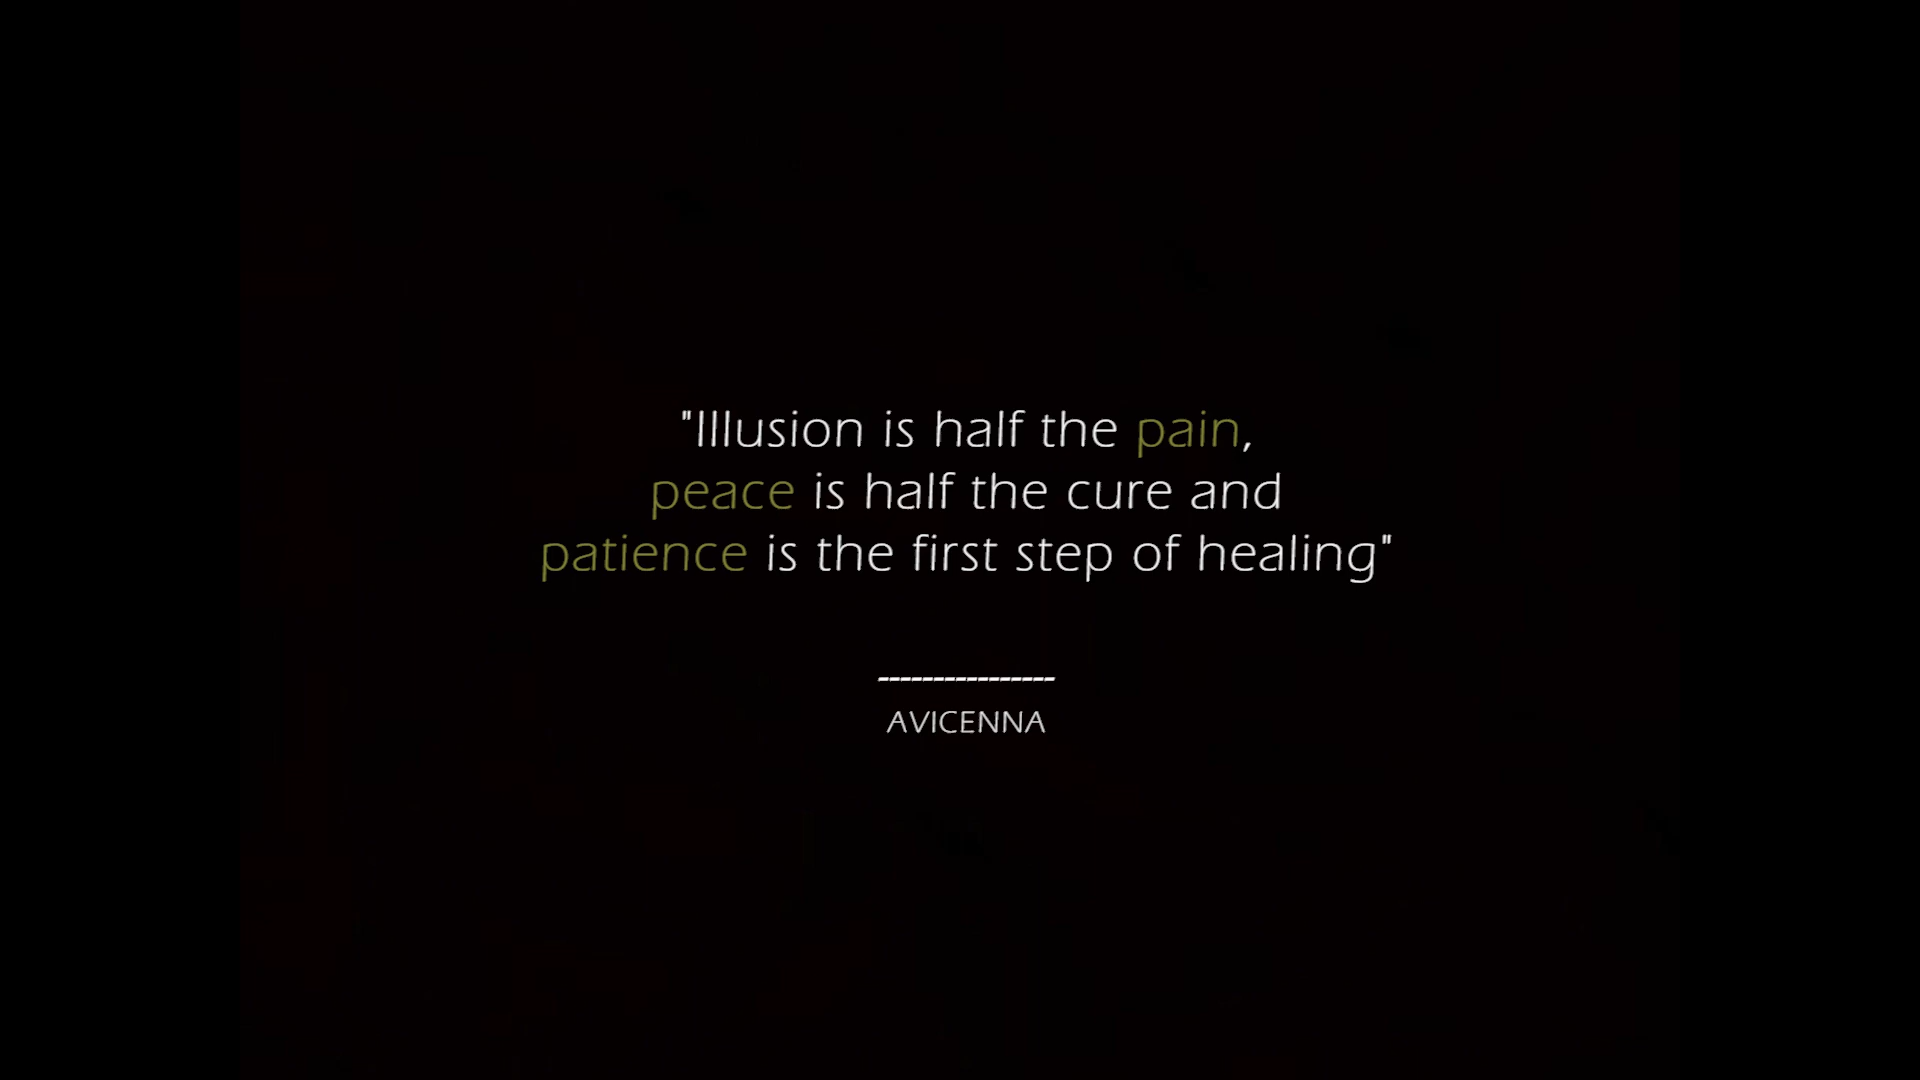 "Illusion is half the pain,
peace is half the cure and
patience is the first step of healing"
----------------
AVICENNA